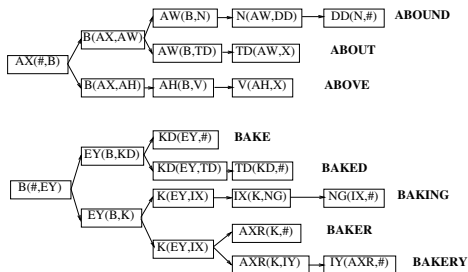 AW(B,N) N(AW,DD) DD(N,#) ABOUND
B(AX,AW)
AW(B,TD) TD(AW,X) ABOUT
AX(#,B)
B(AX,AH) AH(B,V) V(AH,X) ABOVE
KD(EY,#) BAKE
EY(B,KD)
KD(EY,TD) TD(KD,#) BAKED
B(#,EY)
K(EY,IX) IX(K,NG) NG(IX,#) BAKING
EY(B,K)
AXR(K,#) BAKER
K(EY,IX)
AXR(K,IY) IY(AXR,#) BAKERY